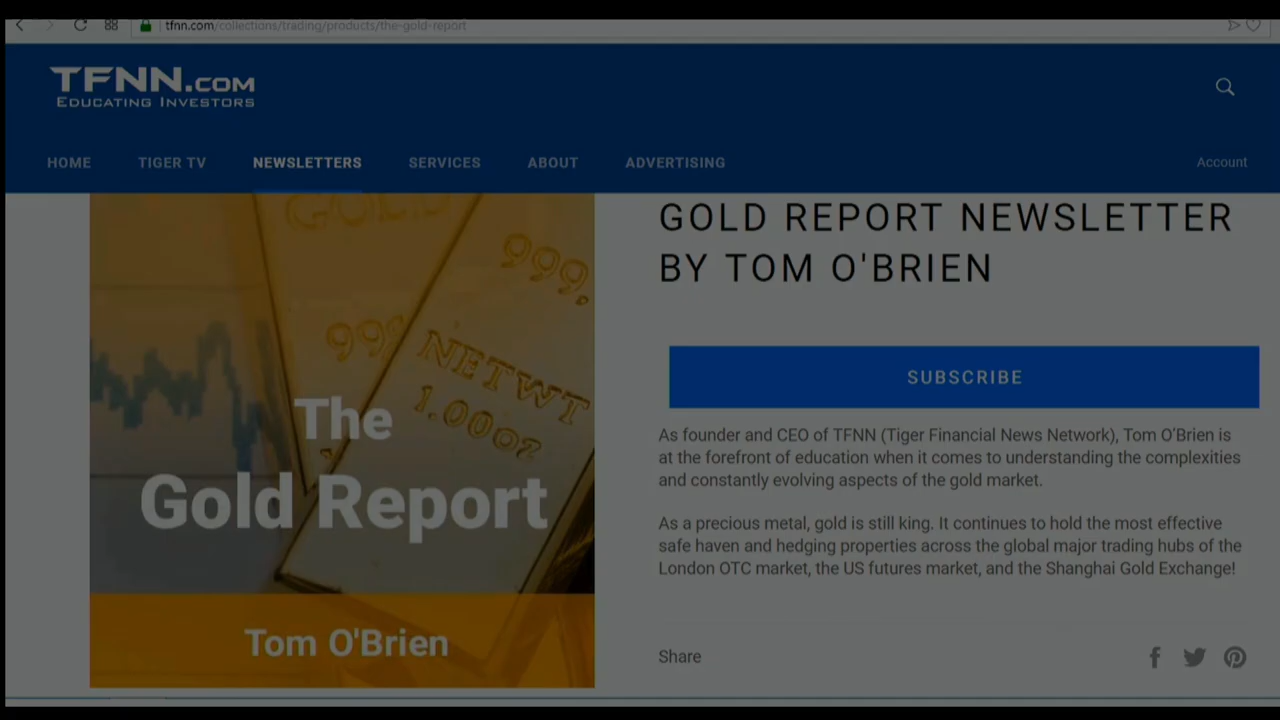 tfnn.com/collections/trading/products/the-gold-report
TFNN.COM
EDUCATING INVESTORS
HOME TIGER TV NEWSLETTERS SERVICES ABOUT ADVERTISING Account
GOLD
999,
999
NETWT
1.00oz
The
Gold Report
Tom O'Brien
GOLD REPORT NEWSLETTER
BY TOM O'BRIEN
SUBSCRIBE
As founder and CEO of TFNN (Tiger Financial News Network), Tom O'Brien is
at the forefront of education when it comes to understanding the complexities
and constantly evolving aspects of the gold market.
As a precious metal, gold is still king. It continues to hold the most effective
safe haven and hedging properties across the global major trading hubs of the
London OTC market, the US futures market, and the Shanghai Gold Exchange!
Share